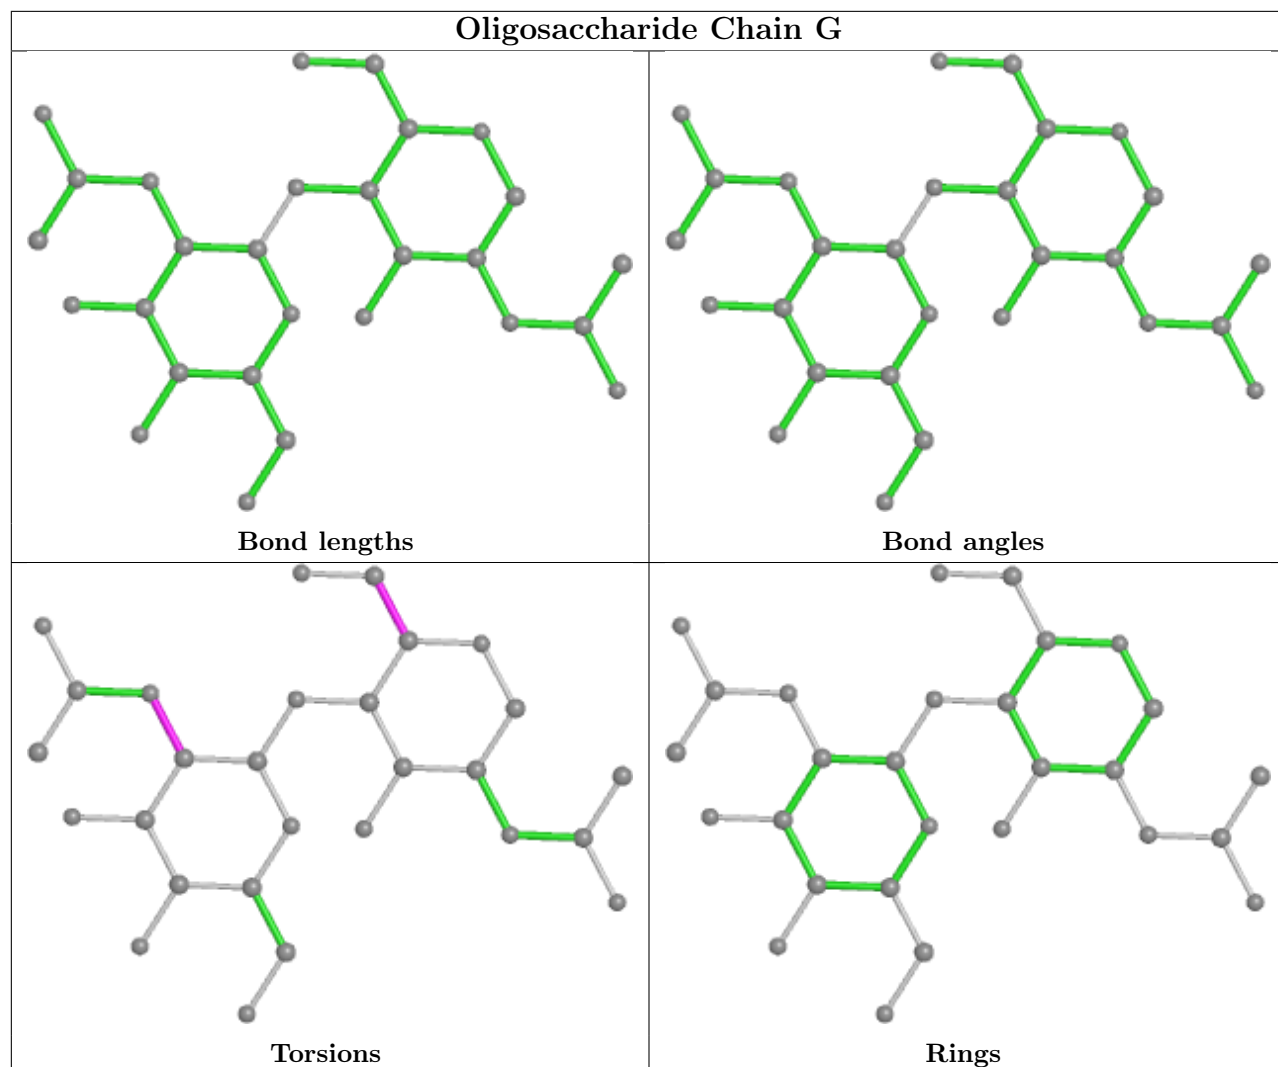 Oligosaccharide Chain G
Bond lengths
Bond angles
Torsions
Rings